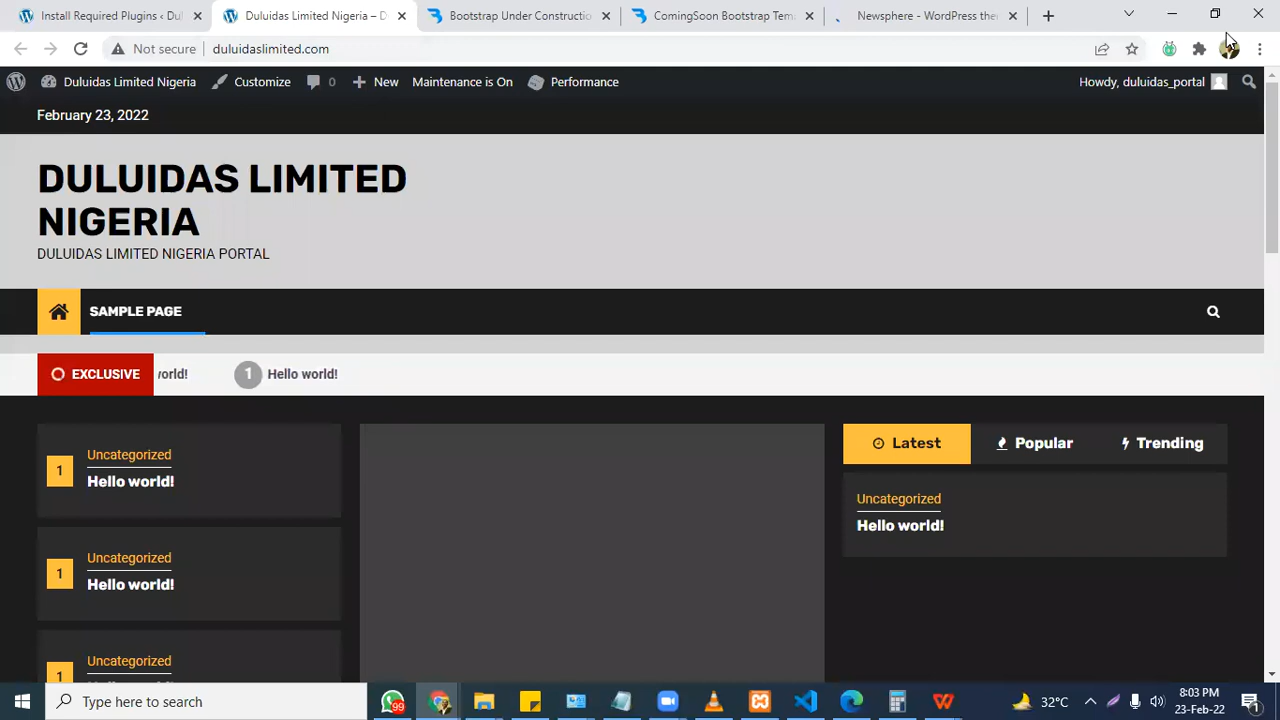 Install Required Plugins ‹ Dul
Duluidas Limited Nigeria – D
Bootstrap Under Constructio
ComingSoon Bootstrap Tem
Newsphere - WordPress the
Not secure
duluidaslimited.com
Duluidas Limited Nigeria
Customize
0
New
Maintenance is On
Performance
Howdy, duluidas_portal
February 23, 2022
DULUIDAS LIMITED
NIGERIA
DULUIDAS LIMITED NIGERIA PORTAL
SAMPLE PAGE
EXCLUSIVE
world!
1
Hello world!
Uncategorized
1
Hello world!
Uncategorized
1
Hello world!
Uncategorized
1
Latest
Popular
Trending
Uncategorized
Hello world!
Type here to search
99
32°C
8:03 PM
23-Feb-22
1